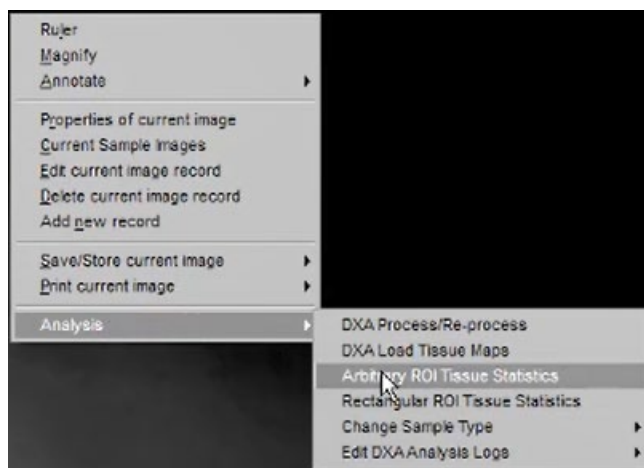 Ruler
Magnify
Annotate
Properties of current image
Current Sample Images
Edit current image record
Delete current image record
Add new record
Save/Store current image
Print current image
Analysis
DXA Process/Re-process
DXA Load Tissue Maps
Arbitrary ROI Tissue Statistics
Rectangular ROI Tissue Statistics
Change Sample Type
Edit DXA Analysis Logs